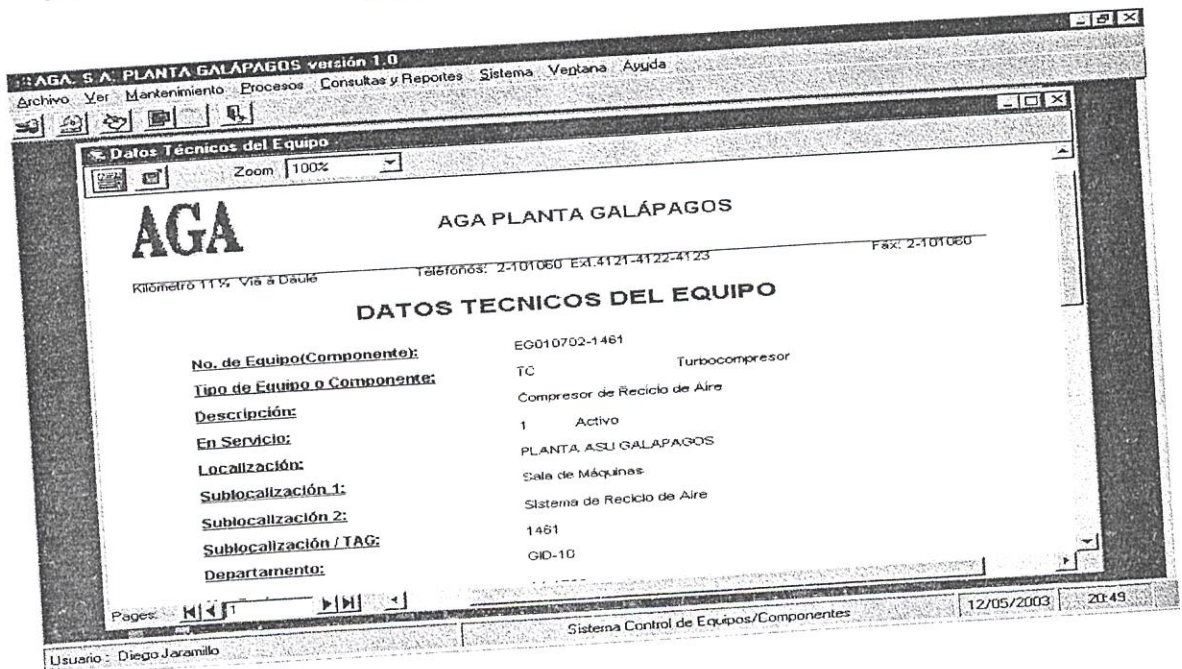 AGA. S.A. PLANTA GALÁPAGOS versión 1.0
Archivo Ver Mantenimiento Procesos Consultas y Reportes Sistema Ventana Ayuda
Datos Técnicos del Equipo
Zoom 100%
AGA
AGA PLANTA GALÁPAGOS
Kilómetro 11½ Vía a Daule Teléfonos: 2-101060 Ext.4121-4122-4123 Fax: 2-101060
DATOS TECNICOS DEL EQUIPO
No. de Equipo(Componente): EG010702-1461
Tipo de Equipo o Componente: TC Turbocompresor
Descripción: Compresor de Reciclo de Aire
En Servicio: 1 Activo
Localización: PLANTA ASU GALAPAGOS
Sublocalización 1: Sala de Máquinas
Sublocalización 2: Sistema de Reciclo de Aire
Sublocalización / TAG: 1461
Departamento: GID-10
Pages: 1
Usuario : Diego Jaramillo Sistema Control de Equipos/Componentes 12/05/2003 20:49